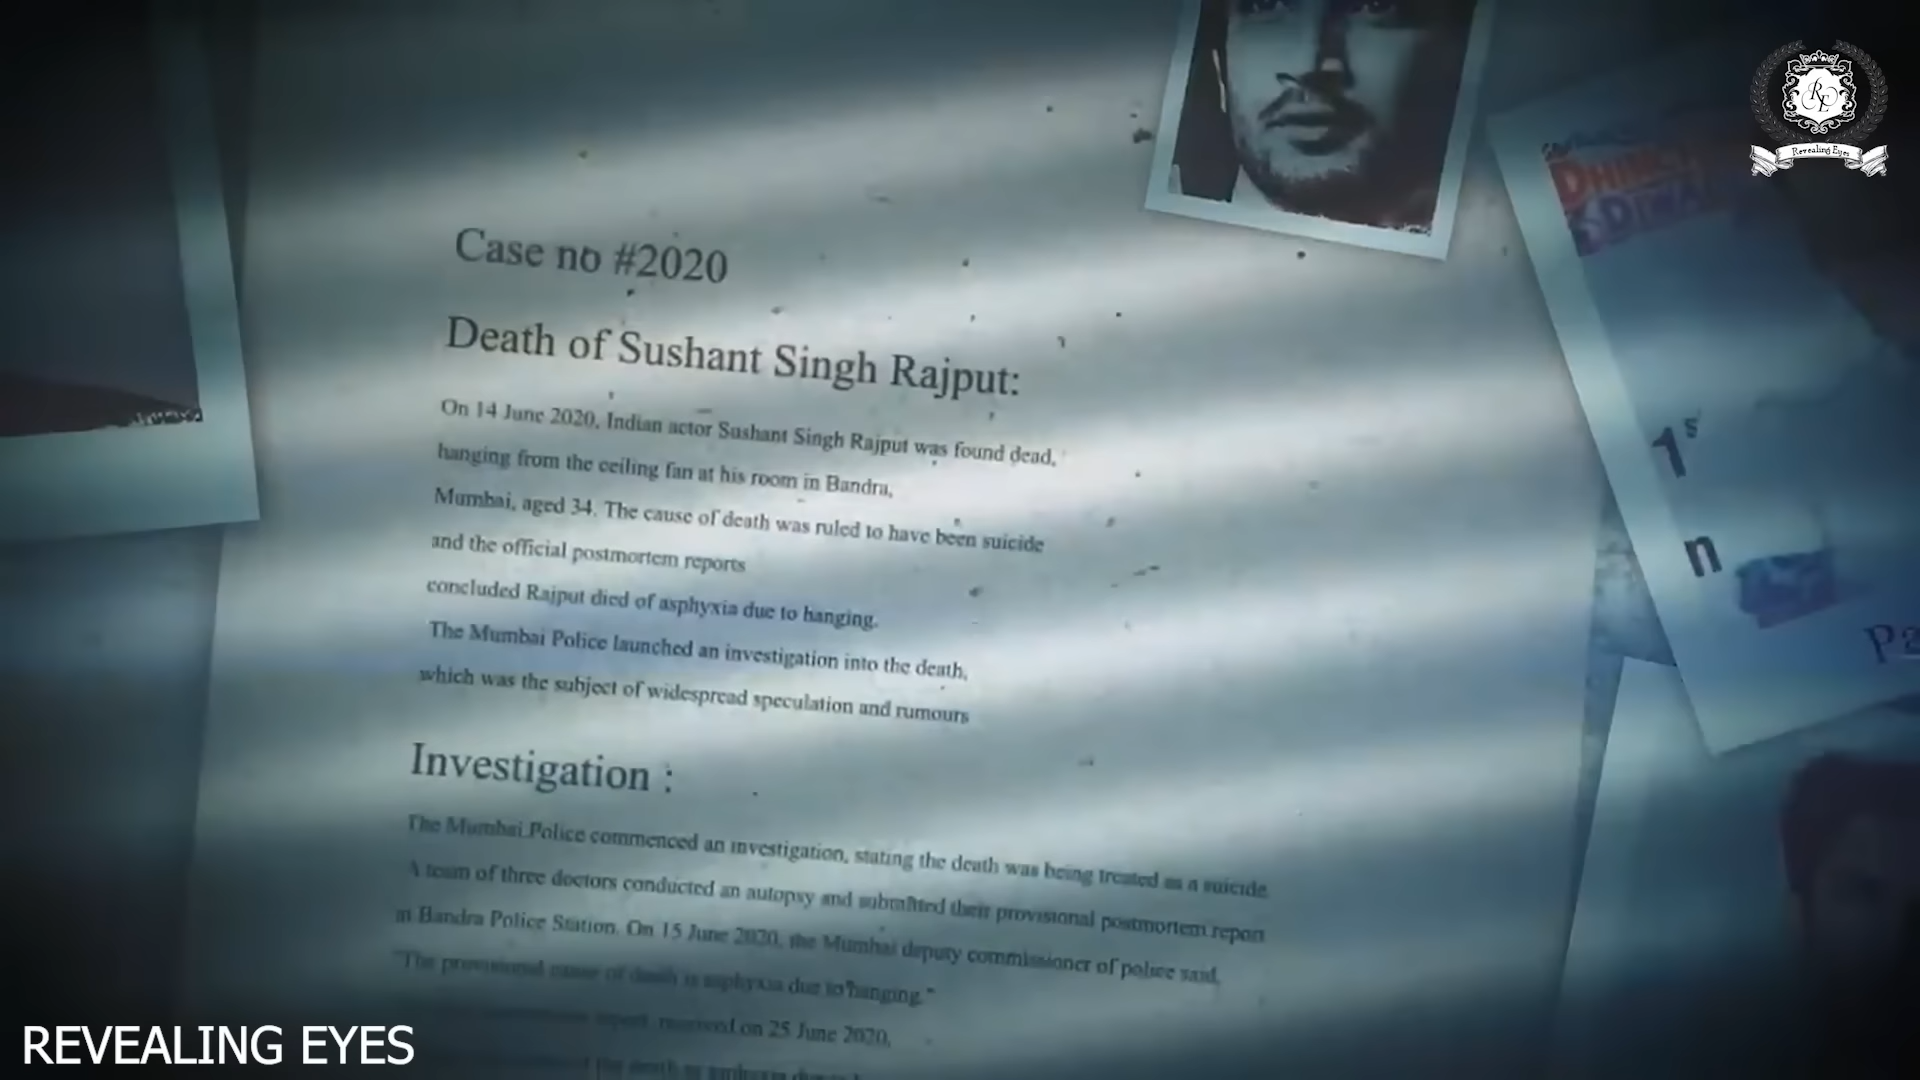 Case no #2020
Death of Sushant Singh Rajput:
On 14 June 2020, Indian actor Sushant Singh Rajput was found dead,
hanging from the ceiling fan at his room in Bandra,
Mumbai, aged 34. The cause of death was ruled to have been suicide
and the official postmortem reports
concluded Rajput died of asphyxia due to hanging.
The Mumbai Police launched an investigation into the death,
which was the subject of widespread speculation and rumours
Investigation :
The Mumbai Police commenced an investigation, stating the death was being treated as a suicide.
A team of three doctors conducted an autopsy and submitted their provisional postmortem report
at Bandra Police Station. On 15 June 2020, the Mumbai deputy commissioner of police said,
"The provisional cause of death is asphyxia due to hanging."
report, received on 25 June 2020,
1s
n
Pa
Revealing Eyes
REVEALING EYES